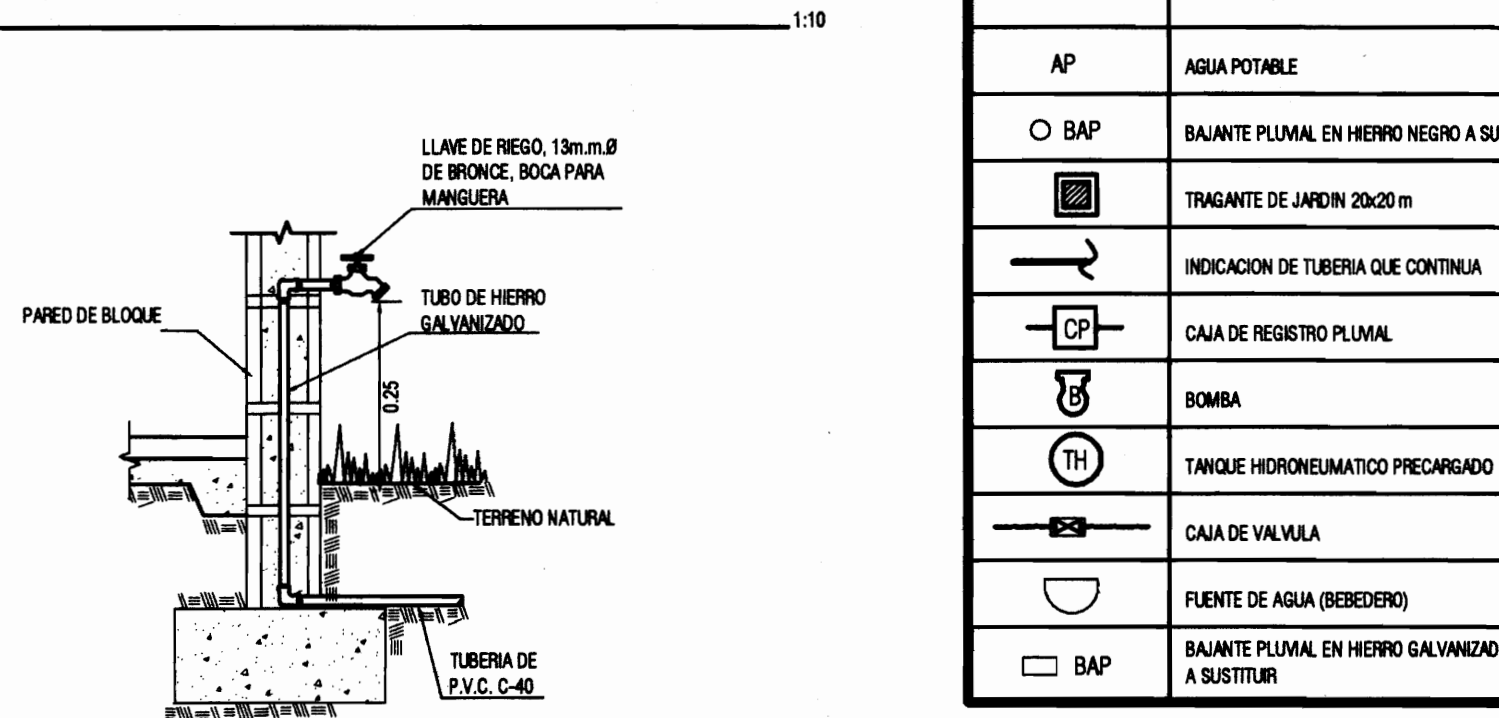 1:10
LLAVE DE RIEGO, 13m.m.Ø
DE BRONCE, BOCA PARA
MANGUERA
PARED DE BLOQUE
TUBO DE HIERRO
GALVANIZADO
0.25
TERRENO NATURAL
TUBERIA DE
P.V.C. C-40
AP AGUA POTABLE
BAP BAJANTE PLUVIAL EN HIERRO NEGRO A SU
TRAGANTE DE JARDIN 20x20 m
INDICACION DE TUBERIA QUE CONTINUA
CP CAJA DE REGISTRO PLUVIAL
B BOMBA
TH TANQUE HIDRONEUMATICO PRECARGADO
CAJA DE VALVULA
FUENTE DE AGUA (BEBEDERO)
BAP BAJANTE PLUVIAL EN HIERRO GALVANIZAD
A SUSTITUIR